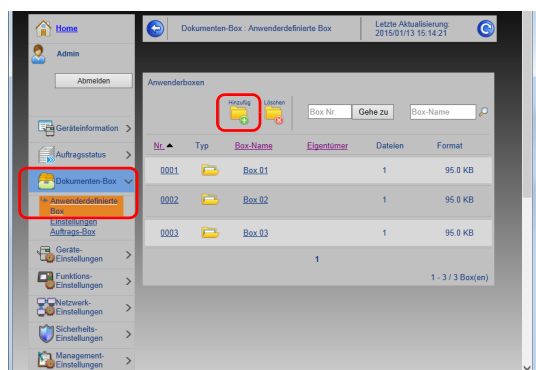 Home
Admin
Abmelden
Geräteinformation
Auftragsstatus
Dokumenten-Box
Anwenderdefinierte
Box
Einstellungen
Auftrags-Box
Geräte-
Einstellungen
Funktions-
Einstellungen
Netzwerk-
Einstellungen
Sicherheits-
Einstellungen
Management-
Einstellungen
Dokumenten-Box : Anwenderdefinierte Box
Letzte Aktualisierung:
2015/01/13 15:14:21
Anwenderboxen
Hinzufüg Löschen
Box Nr. Gehe zu Box-Name
Nr. Typ Box-Name Eigentümer Dateien Format
0001 Box 01 1 95.0 KB
0002 Box 02 1 95.0 KB
0003 Box 03 1 95.0 KB
1
1 - 3 / 3 Box(en)